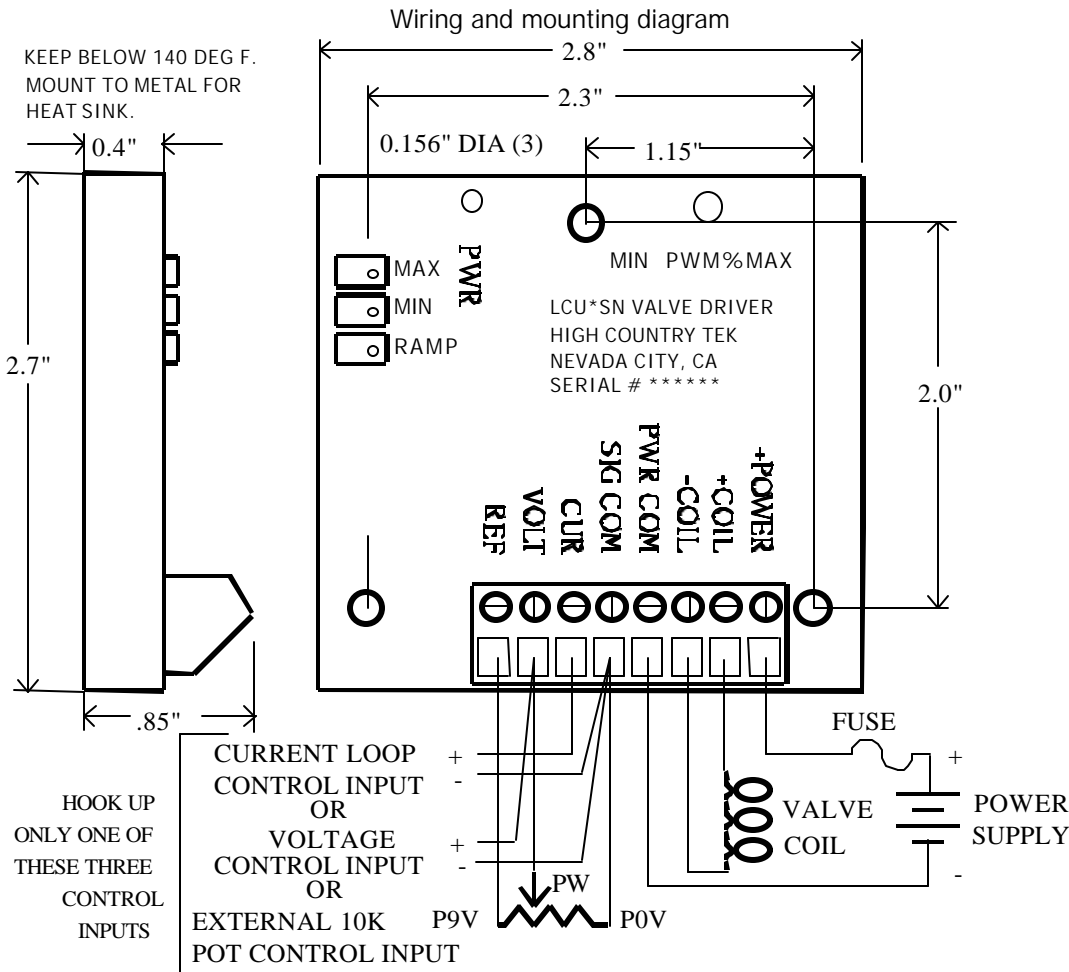 Wiring and mounting diagram
KEEP BELOW 140 DEG F.
MOUNT TO METAL FOR
HEAT SINK.
2.8"
2.3"
0.4"
0.156" DIA (3)
1.15"
PWR
MAX
MIN
RAMP
MIN PWM%MAX
LCU*SN VALVE DRIVER
HIGH COUNTRY TEK
NEVADA CITY, CA
SERIAL # ******
2.7"
2.0"
REF
VOLT
CUR
SIG COM
PWR COM
-COIL
+COIL
+POWER
.85"
HOOK UP
ONLY ONE OF
THESE THREE
CONTROL
INPUTS
CURRENT LOOP +
CONTROL INPUT -
OR
VOLTAGE +
CONTROL INPUT -
OR
EXTERNAL 10K
POT CONTROL INPUT
P9V
PW
P0V
FUSE
VALVE
COIL
+
POWER
SUPPLY
-